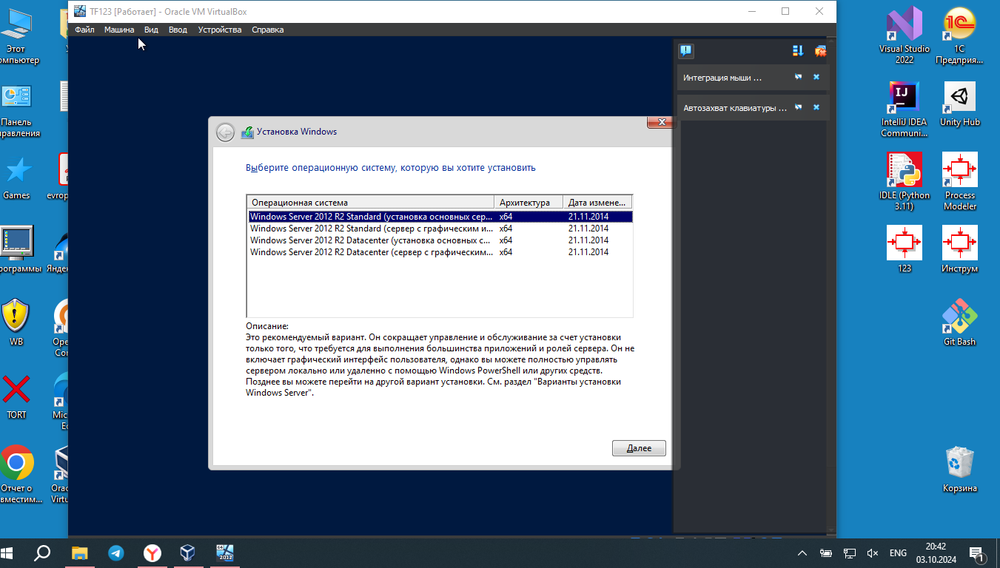 TF123 [Работает] - Oracle VM VirtualBox
Файл Машина Вид Ввод Устройства Справка
Интеграция мыши ...
Автозахват клавиатуры ...
Установка Windows
Выберите операционную систему, которую вы хотите установить
Операционная система Архитектура Дата измене...
Windows Server 2012 R2 Standard (установка основных сер... x64 21.11.2014
Windows Server 2012 R2 Standard (сервер с графическим и... x64 21.11.2014
Windows Server 2012 R2 Datacenter (установка основных с... x64 21.11.2014
Windows Server 2012 R2 Datacenter (сервер с графическим... x64 21.11.2014
Описание:
Это рекомендуемый вариант. Он сокращает управление и обслуживание за счет установки
только того, что требуется для выполнения большинства приложений и ролей сервера. Он не
включает графический интерфейс пользователя, однако вы можете полностью управлять
сервером локально или удаленно с помощью Windows PowerShell или других средств.
Позднее вы можете перейти на другой вариант установки. См. раздел "Варианты установки
Windows Server".
Далее
Этот
омпьютер
Панель
правления
Games
evrop
рограммы
Яндек
WB
Ope
Co
TORT
Mic
Ec
Отчет о
вместим...
Orac
Virtu
Visual Studio
2022
1С
Предприя...
IntelliJ IDEA
Communi...
Unity Hub
IDLE (Python
3.11)
Process
Modeler
123
Инструм
Git Bash
Корзина
2012
ENG
20:42
03.10.2024
1